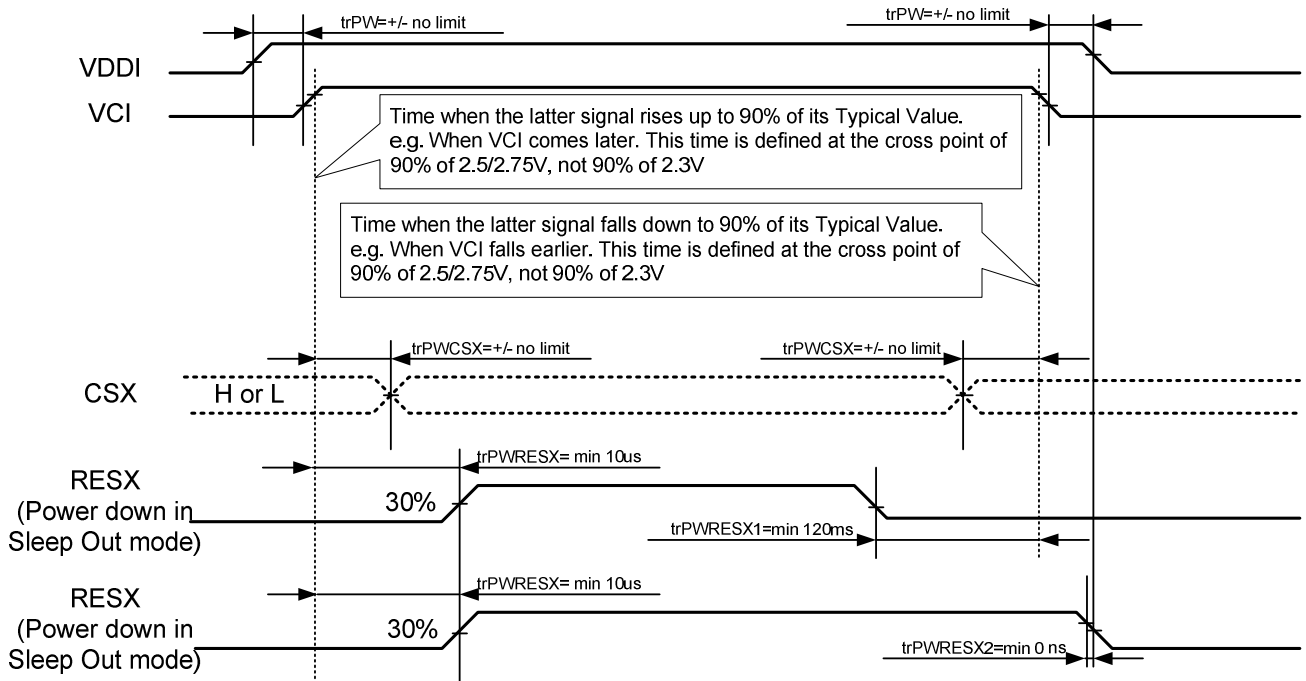 trPW=+/- no limit
trPW=+/- no limit
VDDI
VCI
Time when the latter signal rises up to 90% of its Typical Value.
e.g. When VCI comes later. This time is defined at the cross point of
90% of 2.5/2.75V, not 90% of 2.3V
Time when the latter signal falls down to 90% of its Typical Value.
e.g. When VCI falls earlier. This time is defined at the cross point of
90% of 2.5/2.75V, not 90% of 2.3V
trPWCSX=+/- no limit
trPWCSX=+/- no limit
CSX
H or L
trPWRESX= min 10us
RESX
(Power down in
Sleep Out mode)
30%
trPWRESX1=min 120ms
trPWRESX= min 10us
RESX
(Power down in
Sleep Out mode)
30%
trPWRESX2=min 0 ns